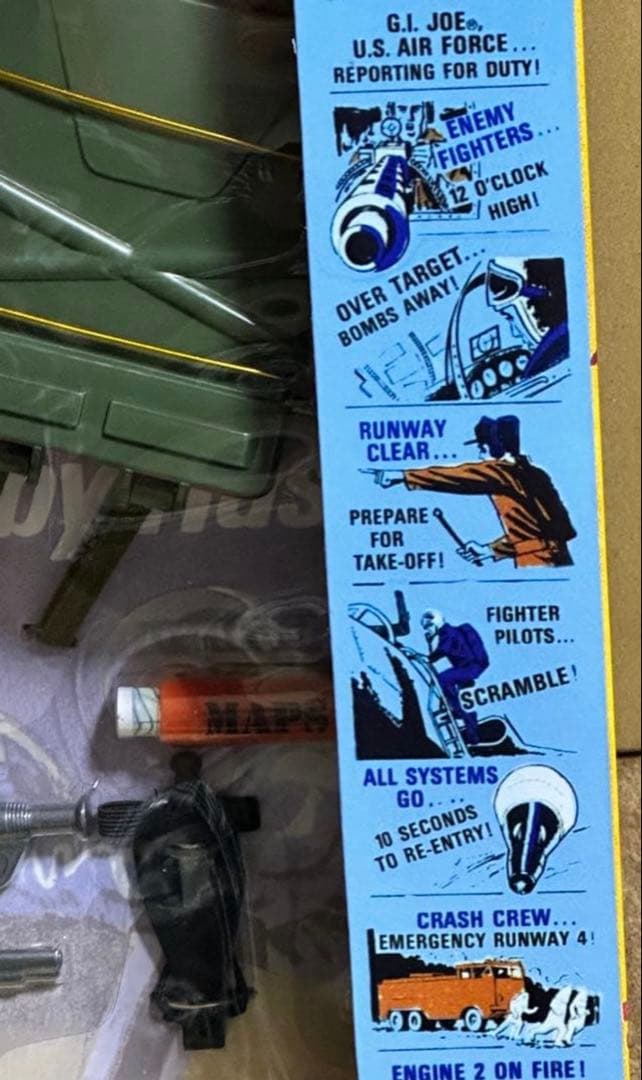 G.I. JOE®,
U.S. AIR FORCE...
REPORTING FOR DUTY!
ENEMY
FIGHTERS...
12 O'CLOCK
HIGH!
OVER TARGET...
BOMBS AWAY!
RUNWAY
CLEAR...
PREPARE
FOR
TAKE-OFF!
FIGHTER
PILOTS...
SCRAMBLE!
ALL SYSTEMS
GO....
10 SECONDS
TO RE-ENTRY!
CRASH CREW...
EMERGENCY RUNWAY 4!
ENGINE 2 ON FIRE!
by Has
MAPS